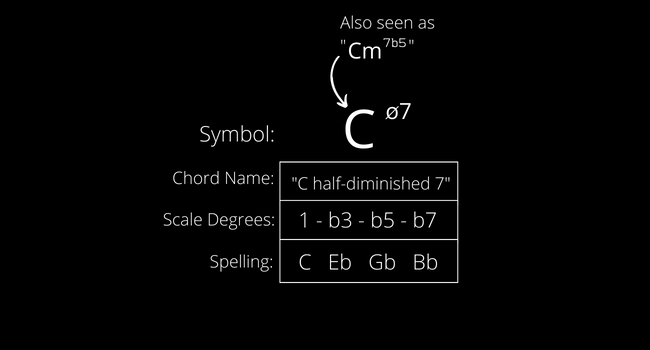 Also seen as
"Cm7b5"
Symbol: Cø7
Chord Name: "C half-diminished 7"
Scale Degrees: 1 - b3 - b5 - b7
Spelling: C Eb Gb Bb